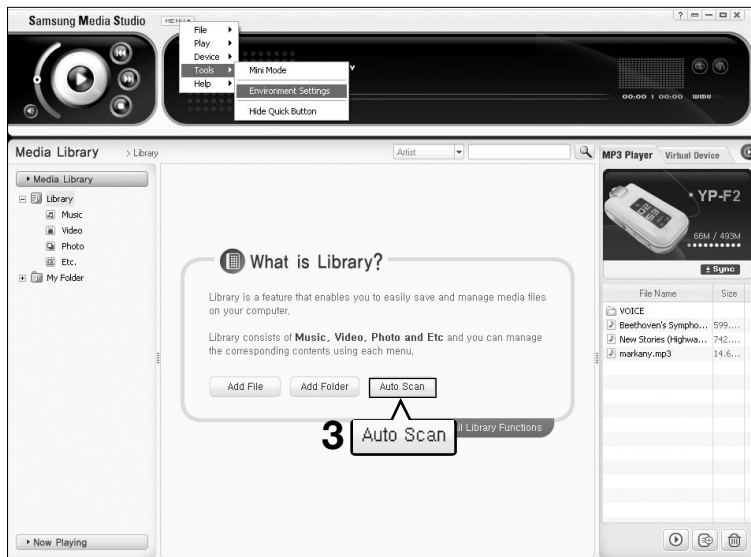 Samsung Media Studio
MENU
File
Play
Device
Tools
Help
Mini Mode
Environment Settings
Hide Quick Button
00:00 | 00:00 wmv
Media Library > Library
Artist
Media Library
Library
Music
Video
Photo
Etc.
My Folder
Now Playing
What is Library?
Library is a feature that enables you to easily save and manage media files
on your computer.
Library consists of Music, Video, Photo and Etc and you can manage
the corresponding contents using each menu.
Add File Add Folder Auto Scan
Library Functions
3 Auto Scan
MP3 Player Virtual Device
YP-F2
66M / 493M
Sync
File Name Size
VOICE
Beethoven's Sympho... 599....
New Stories (Highwa... 742....
markany.mp3 14.6...